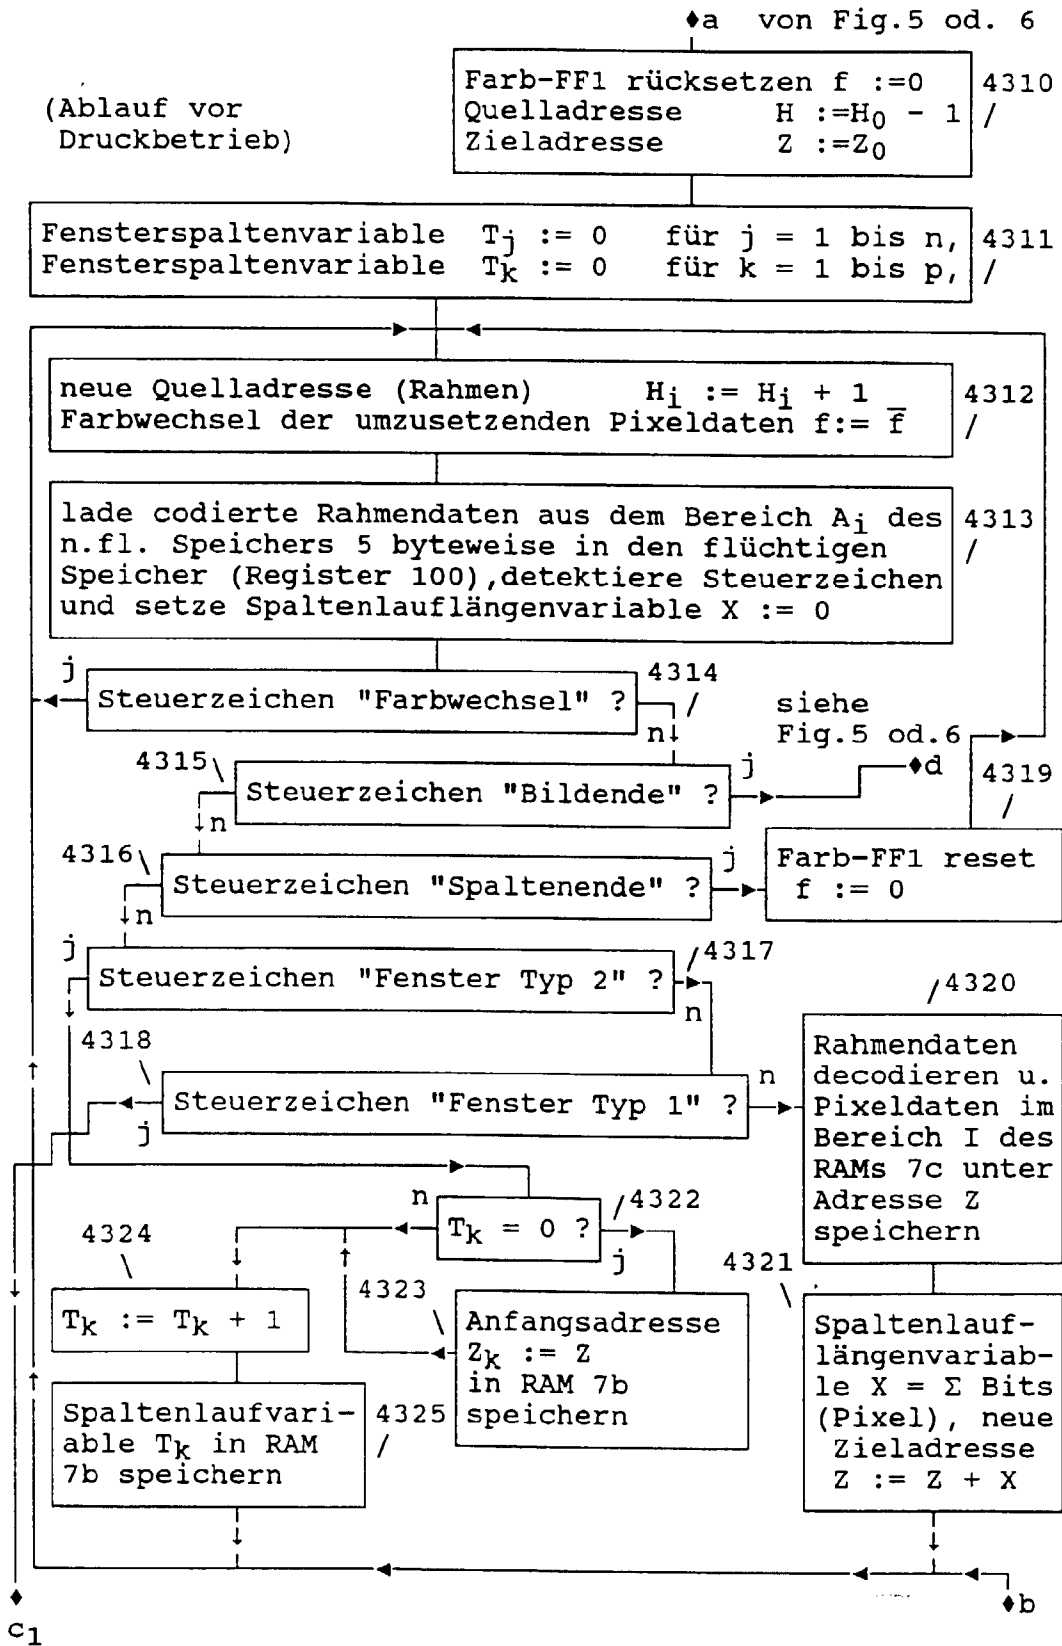 ♦a von Fig.5 od. 6
(Ablauf vor
Druckbetrieb)
Farb-FF1 rücksetzen f :=0
Quelladresse H :=H0 - 1
Zieladresse Z :=Z0
4310
/
Fensterspaltenvariable Tj := 0 für j = 1 bis n,
Fensterspaltenvariable Tk := 0 für k = 1 bis p,
4311
/
neue Quelladresse (Rahmen) Hi := Hi + 1
Farbwechsel der umzusetzenden Pixeldaten f:= f̅
4312
/
lade codierte Rahmendaten aus dem Bereich Ai des
n.fl. Speichers 5 byteweise in den flüchtigen
Speicher (Register 100),detektiere Steuerzeichen
und setze Spaltenlauflängenvariable X := 0
4313
/
j
Steuerzeichen "Farbwechsel" ?
4314
/
n
siehe
Fig.5 od.6
♦d
4315\
Steuerzeichen "Bildende" ?
j
n
4319
/
4316\
Steuerzeichen "Spaltenende" ?
j
n
Farb-FF1 reset
f := 0
j
Steuerzeichen "Fenster Typ 2" ?
/4317
n
4318
\
Steuerzeichen "Fenster Typ 1" ?
n
j
/4320
Rahmendaten
decodieren u.
Pixeldaten im
Bereich I des
RAMs 7c unter
Adresse Z
speichern
n
Tk = 0 ?
/4322
j
4324
\
Tk := Tk + 1
4323
\
Anfangsadresse
Zk := Z
in RAM 7b
speichern
4321
\
Spaltenlauf-
längenvariab-
le X = Σ Bits
(Pixel), neue
Zieladresse
Z := Z + X
Spaltenlaufvari-
able Tk in RAM
7b speichern
4325
/
♦
c1
♦b